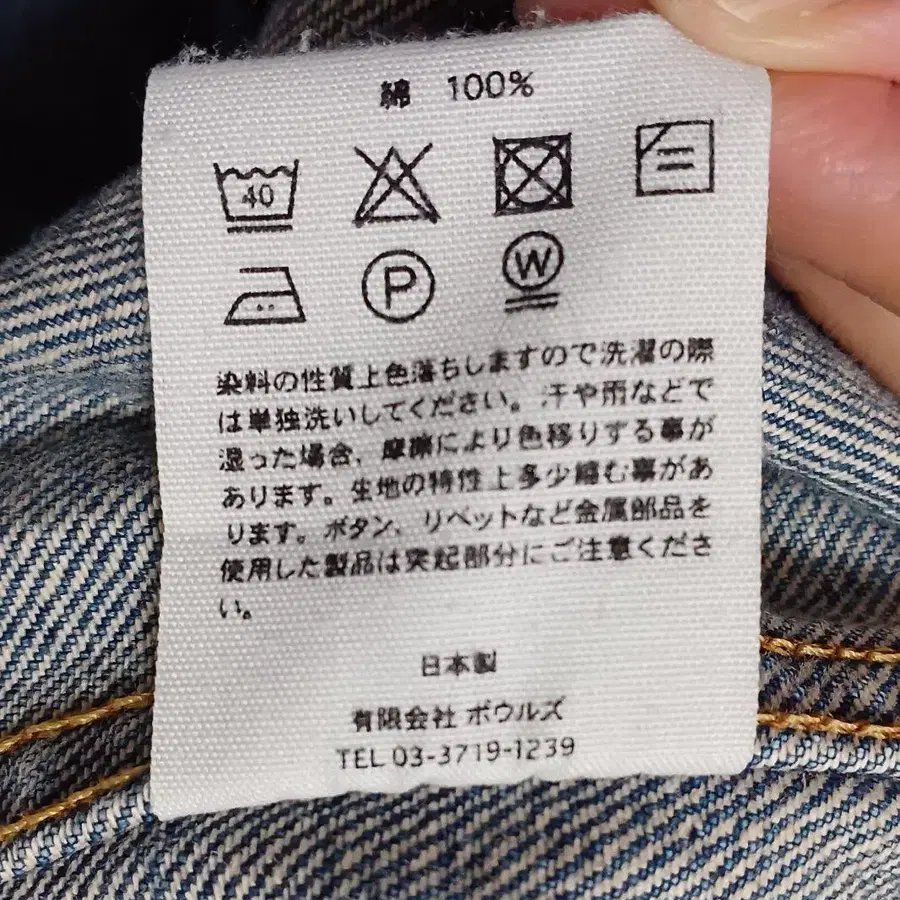 綿 100%
40
P
W
染料の性質上色落ちしますので洗濯の際
は単独洗いしてください。汗や雨などで
湿った場合、摩擦により色移りする事が
あります。生地の特性上多少縮む事があ
ります。ボタン、リベットなど金属部品を
使用した製品は突起部分にご注意くださ
い。
日本製
有限会社 ボウルズ
TEL 03-3719-1239